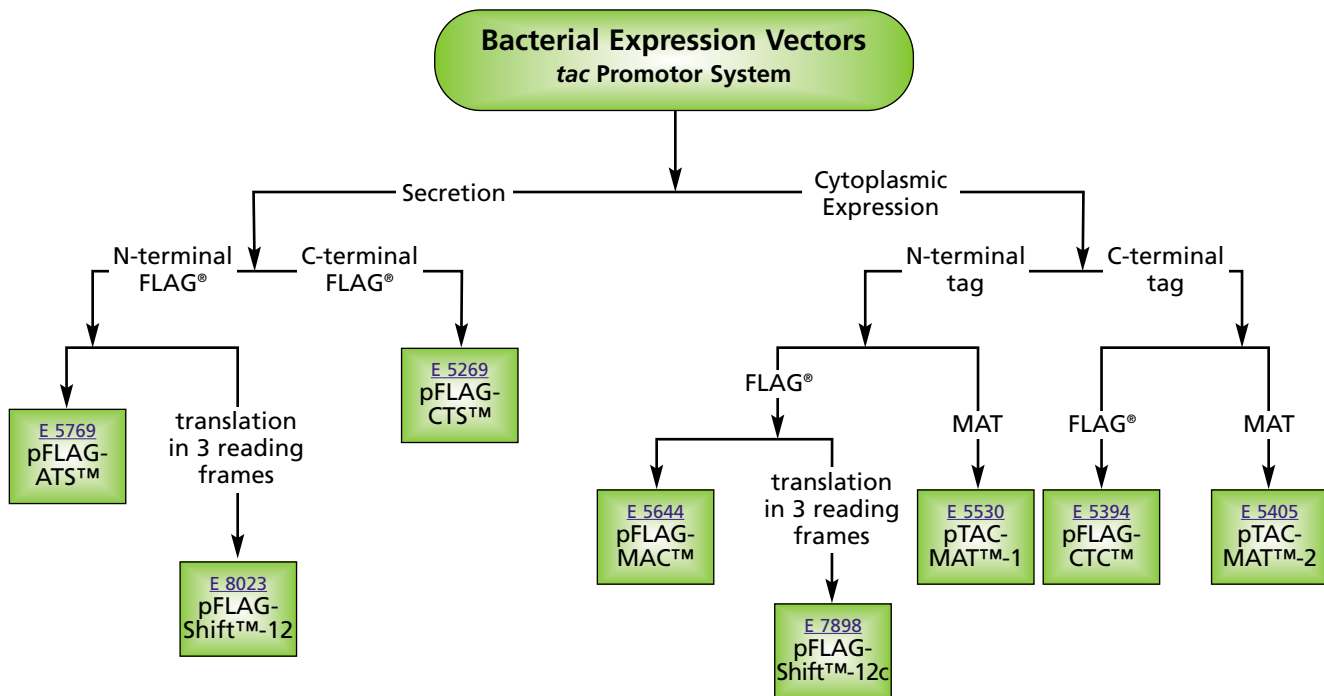 Bacterial Expression Vectors
tac Promotor System
Secretion
Cytoplasmic
Expression
N-terminal
FLAG®
C-terminal
FLAG®
N-terminal
tag
C-terminal
tag
E 5769
pFLAG-
ATS™
translation
in 3 reading
frames
E 8023
pFLAG-
Shift™-12
E 5269
pFLAG-
CTS™
FLAG®
E 5644
pFLAG-
MAC™
translation
in 3 reading
frames
E 7898
pFLAG-
Shift™-12c
MAT
E 5530
pTAC-
MAT™-1
FLAG®
E 5394
pFLAG-
CTC™
MAT
E 5405
pTAC-
MAT™-2